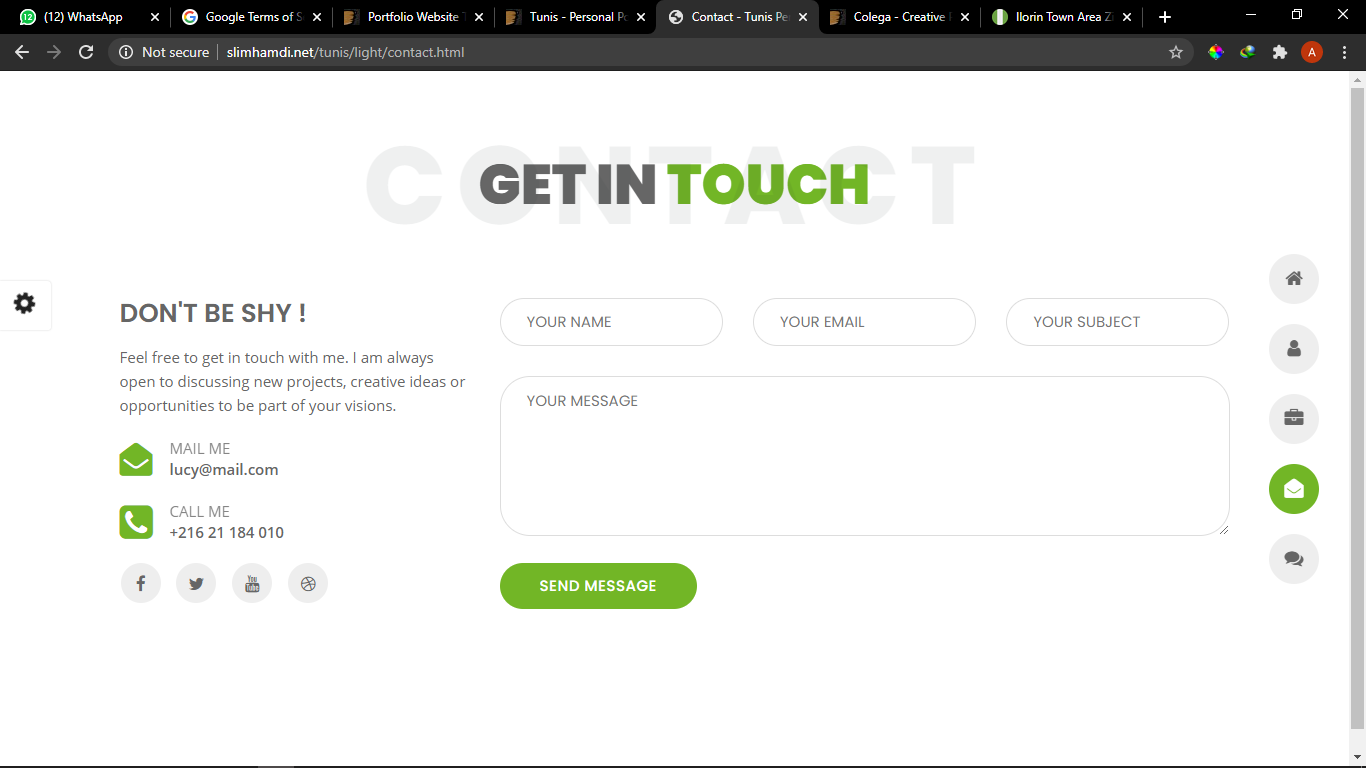 (12) WhatsApp
Google Terms of S
Portfolio Website T
Tunis - Personal Po
Contact - Tunis Per
Colega - Creative
Ilorin Town Area Z
Not secure
slimhamdi.net/tunis/light/contact.html
A
CONTACT
GET IN TOUCH
DON'T BE SHY !
Feel free to get in touch with me. I am always
open to discussing new projects, creative ideas or
opportunities to be part of your visions.
MAIL ME
lucy@mail.com
CALL ME
+216 21 184 010
You
Tube
YOUR NAME
YOUR EMAIL
YOUR SUBJECT
YOUR MESSAGE
SEND MESSAGE